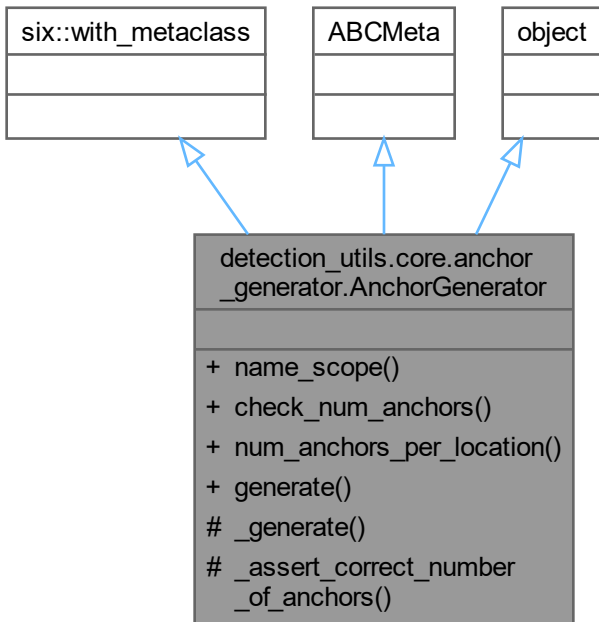 six::with_metaclass
ABCMeta
object
detection_utils.core.anchor
_generator.AnchorGenerator
+ name_scope()
+ check_num_anchors()
+ num_anchors_per_location()
+ generate()
# _generate()
# _assert_correct_number
_of_anchors()